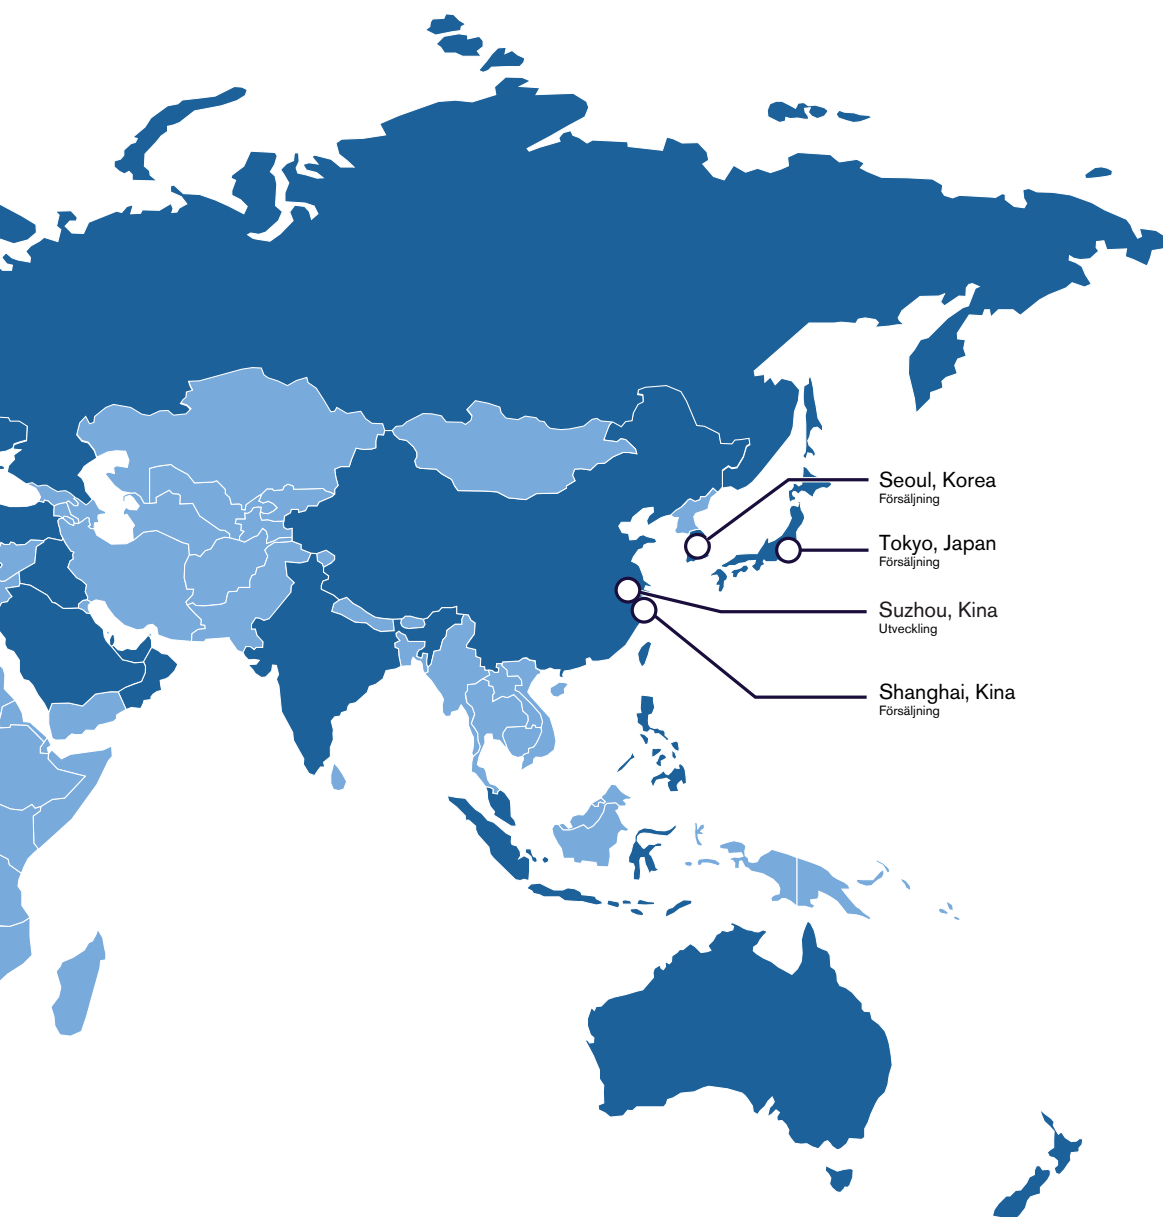 Seoul, Korea
Försäljning
Tokyo, Japan
Försäljning
Suzhou, Kina
Utveckling
Shanghai, Kina
Försäljning